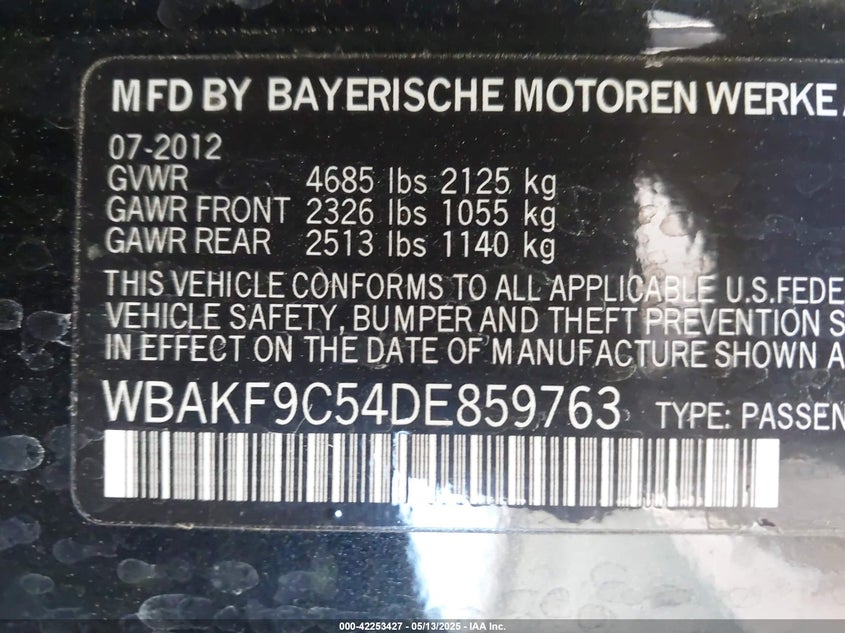 MFD BY BAYERISCHE MOTOREN WERKE
07-2012
GVWR 4685 lbs 2125 kg
GAWR FRONT 2326 lbs 1055 kg
GAWR REAR 2513 lbs 1140 kg
THIS VEHICLE CONFORMS TO ALL APPLICABLE U.S.FEDE
VEHICLE SAFETY, BUMPER AND THEFT PREVENTION S
IN EFFECT ON THE DATE OF MANUFACTURE SHOWN A
WBAKF9C54DE859763 TYPE: PASSEN
000-42253427 - 05/13/2025 - IAA Inc.